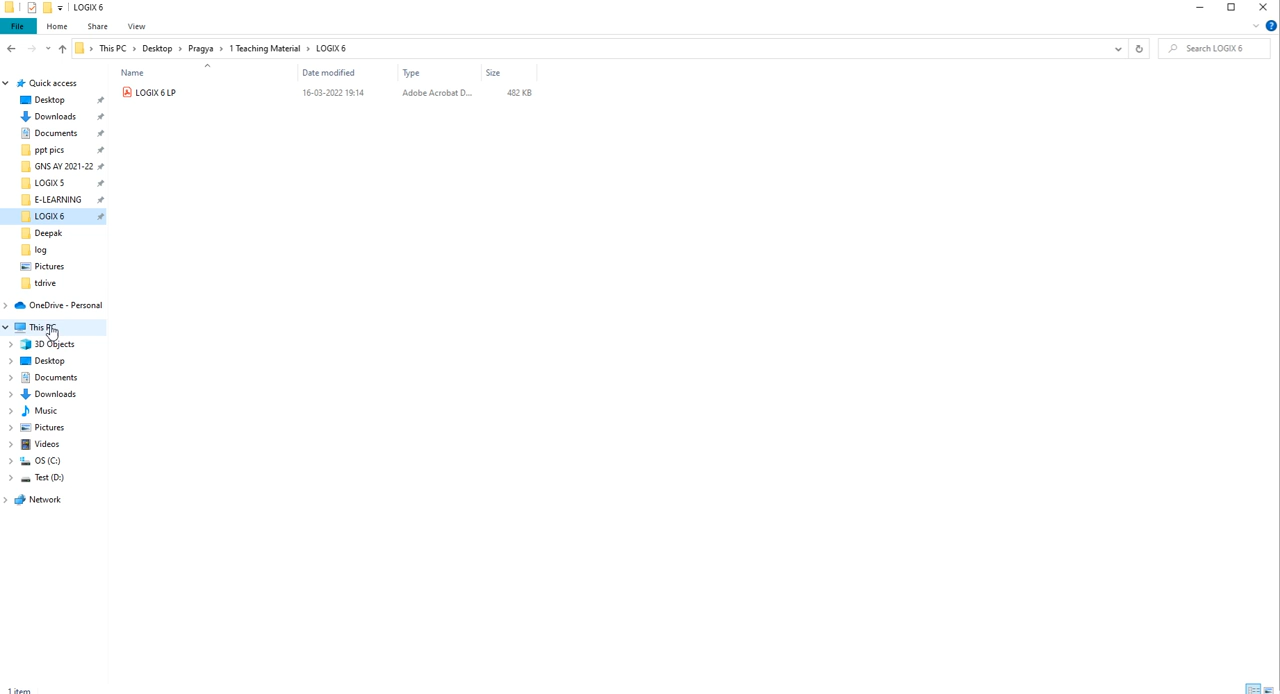 LOGIX 6
File Home Share View
This PC Desktop Pragya 1 Teaching Material LOGIX 6 Search LOGIX 6
Name Date modified Type Size
LOGIX 6 LP 16-03-2022 19:14 Adobe Acrobat D... 482 KB
Quick access
Desktop
Downloads
Documents
ppt pics
GNS AY 2021-22
LOGIX 5
E-LEARNING
LOGIX 6
Deepak
log
Pictures
tdrive
OneDrive - Personal
This PC
3D Objects
Desktop
Documents
Downloads
Music
Pictures
Videos
OS (C:)
Test (D:)
Network
1 item